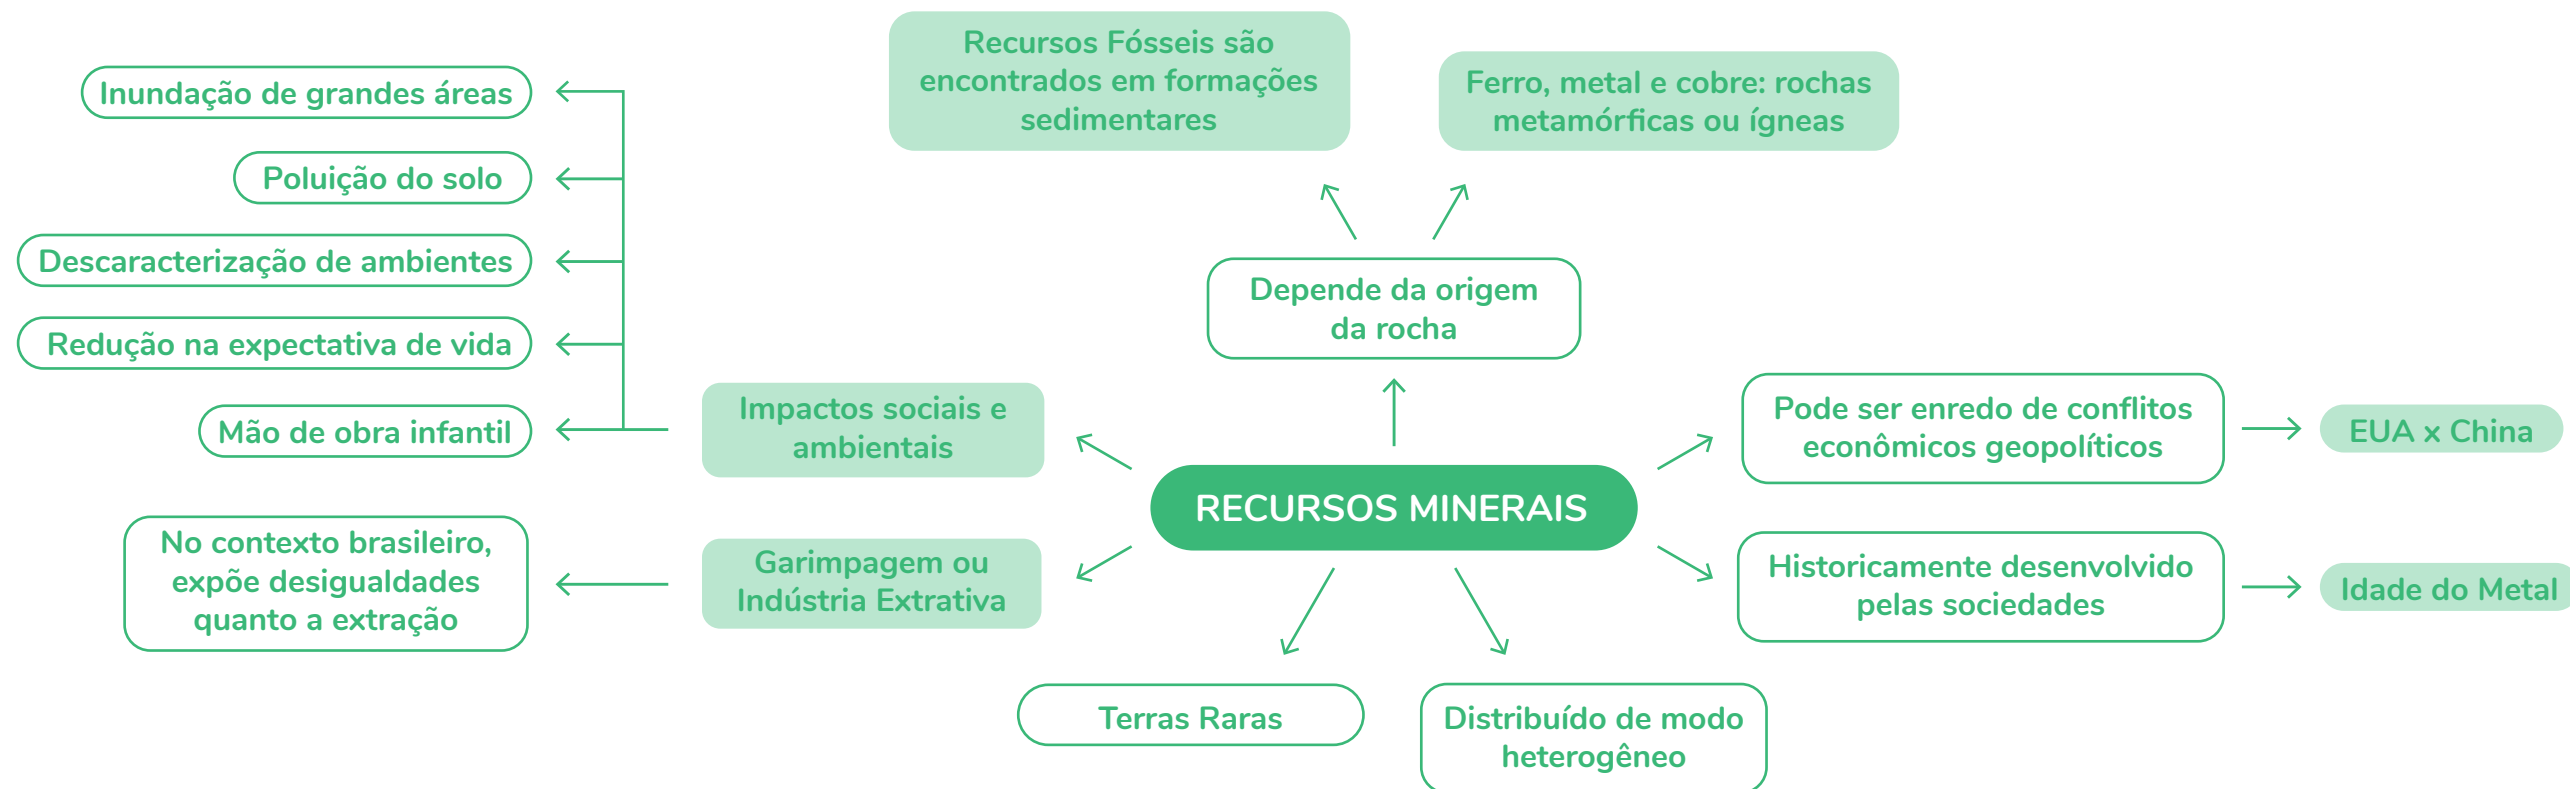 Recursos Fósseis são
encontrados em formações
sedimentares
Ferro, metal e cobre: rochas
metamórficas ou ígneas
Inundação de grandes áreas
Poluição do solo
Descaracterização de ambientes
Redução na expectativa de vida
Mão de obra infantil
Depende da origem
da rocha
Impactos sociais e
ambientais
Pode ser enredo de conflitos
econômicos geopolíticos
EUA x China
RECURSOS MINERAIS
No contexto brasileiro,
expõe desigualdades
quanto a extração
Garimpagem ou
Indústria Extrativa
Historicamente desenvolvido
pelas sociedades
Idade do Metal
Terras Raras
Distribuído de modo
heterogêneo